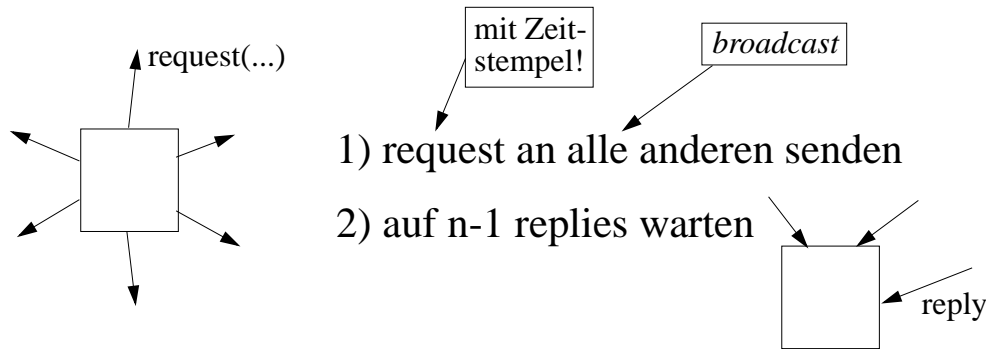 mit Zeit-
stempel!
broadcast
request(...)
1) request an alle anderen senden
2) auf n-1 replies warten
reply